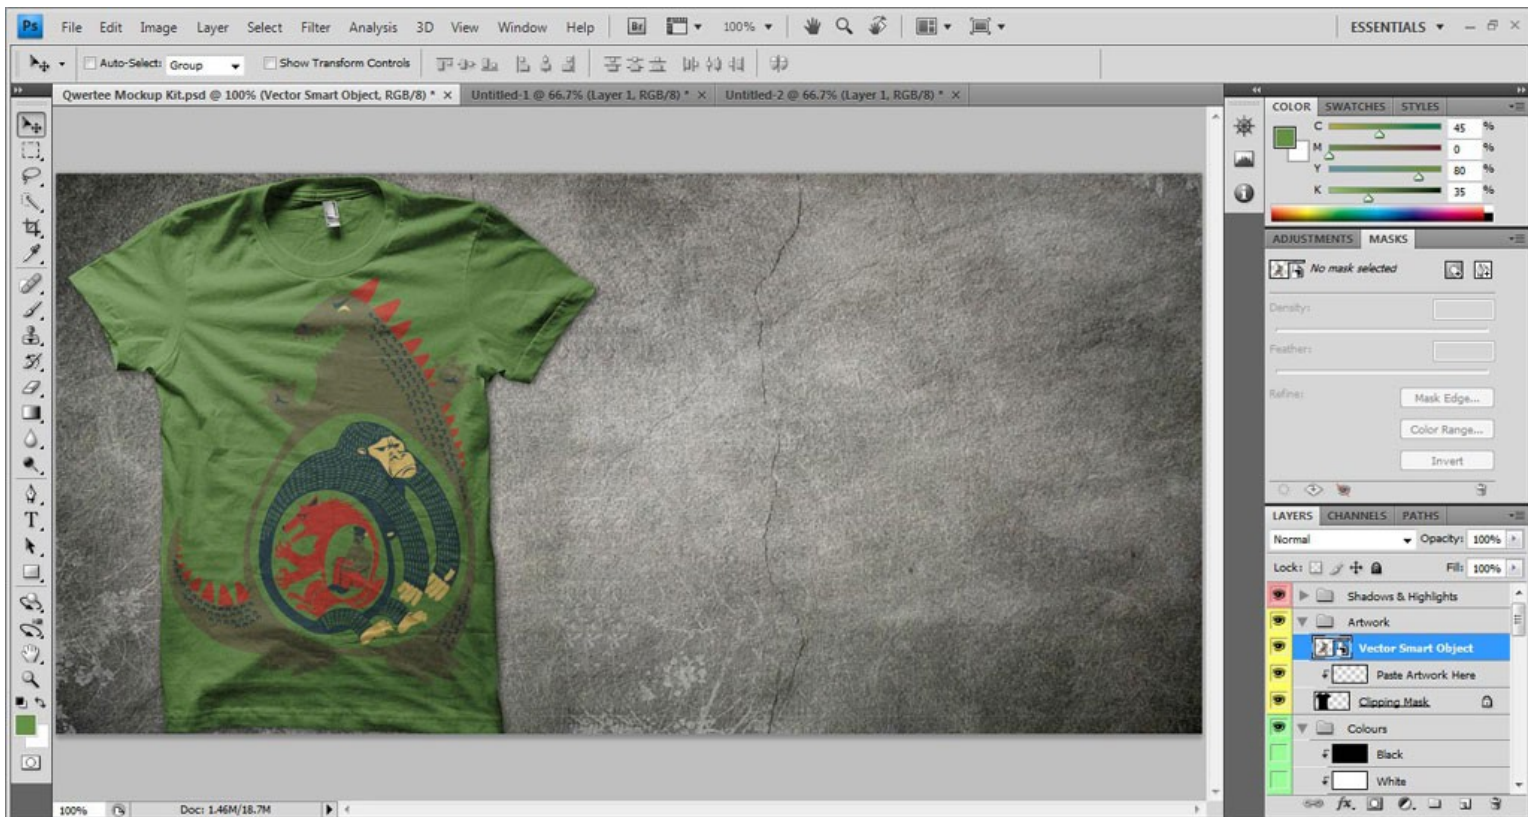 Ps File Edit Image Layer Select Filter Analysis 3D View Window Help Br 100% ESSENTIALS
Auto-Select: Group Show Transform Controls
Qwertee Mockup Kit.psd @ 100% (Vector Smart Object, RGB/8) * × Untitled-1 @ 66.7% (Layer 1, RGB/8) * × Untitled-2 @ 66.7% (Layer 1, RGB/8) * ×
COLOR SWATCHES STYLES
C 45 %
M 0 %
Y 80 %
K 35 %
ADJUSTMENTS MASKS
No mask selected
Density:
Feather:
Refine: Mask Edge...
Color Range...
Invert
LAYERS CHANNELS PATHS
Normal Opacity: 100%
Lock: Fill: 100%
Shadows & Highlights
Artwork
Vector Smart Object
Paste Artwork Here
Clipping Mask
Colours
Black
White
fx.
T
100% Doc: 1.46M/18.7M